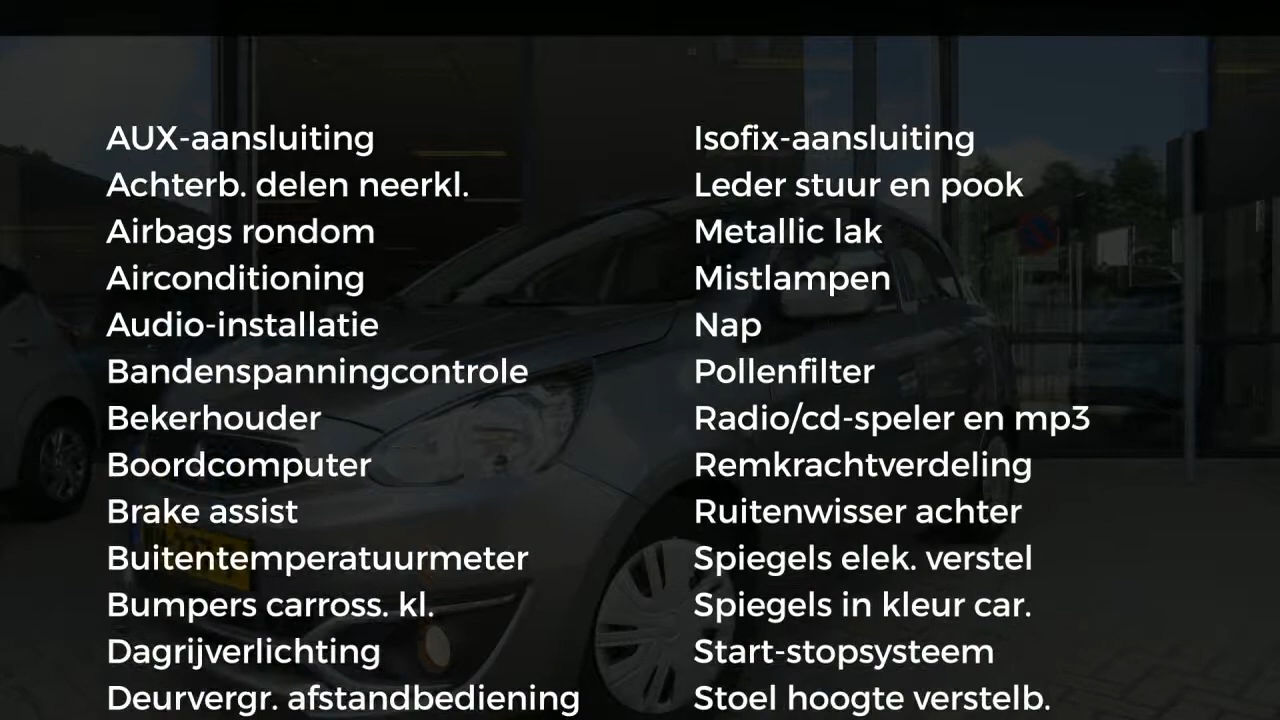 AUX-aansluiting
Achterb. delen neerkl.
Airbags rondom
Airconditioning
Audio-installatie
Bandenspanningcontrole
Bekerhouder
Boordcomputer
Brake assist
Buitentemperatuurmeter
Bumpers carross. kl.
Dagrijverlichting
Deurvergr. afstandbediening
Isofix-aansluiting
Leder stuur en pook
Metallic lak
Mistlampen
Nap
Pollenfilter
Radio/cd-speler en mp3
Remkrachtverdeling
Ruitenwisser achter
Spiegels elek. verstel
Spiegels in kleur car.
Start-stopsysteem
Stoel hoogte verstelb.